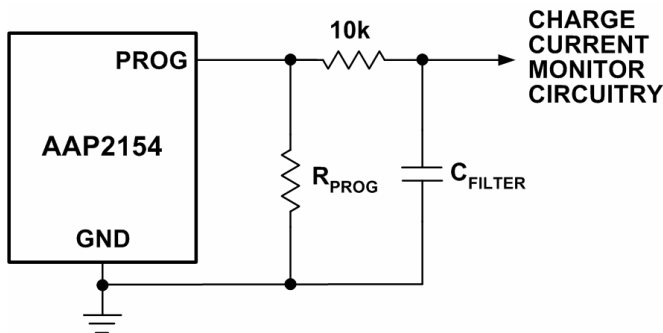 10k
CHARGE
CURRENT
MONITOR
CIRCUITRY
PROG
AAP2154
RPROG
CFILTER
GND